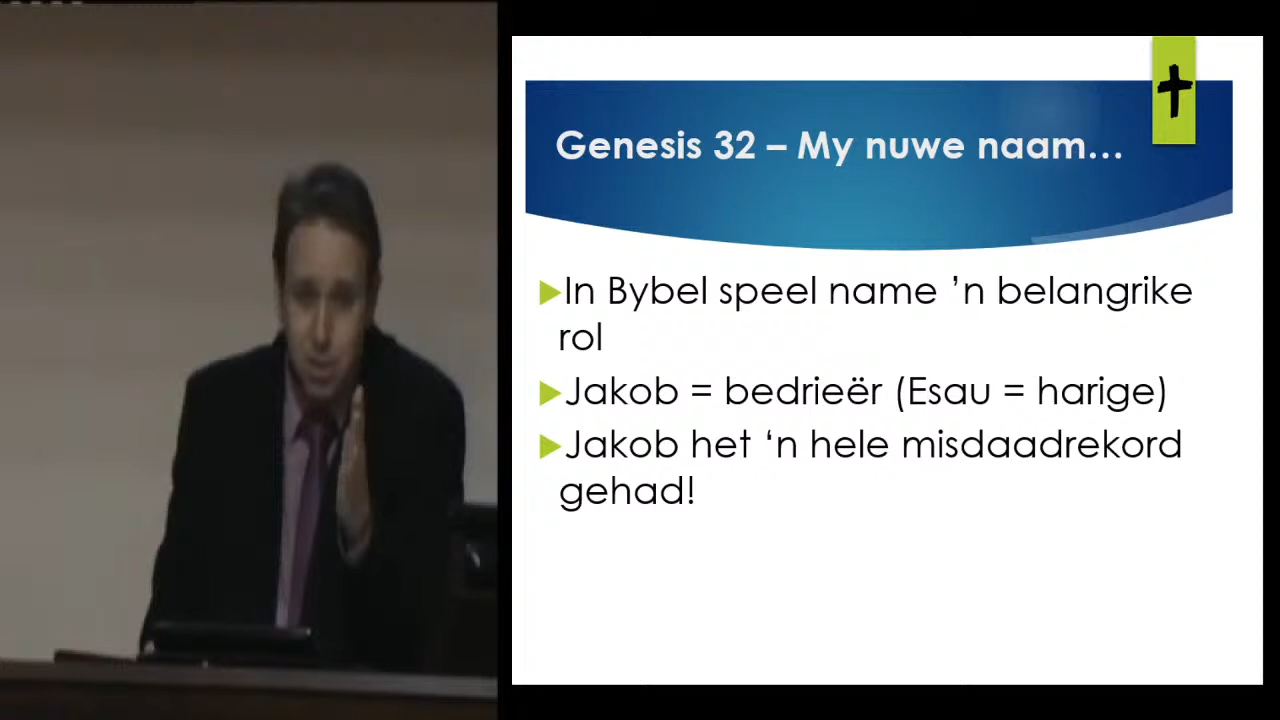 Genesis 32 – My nuwe naam…
In Bybel speel name ’n belangrike
rol
Jakob = bedrieër (Esau = harige)
Jakob het ‘n hele misdaadrekord
gehad!